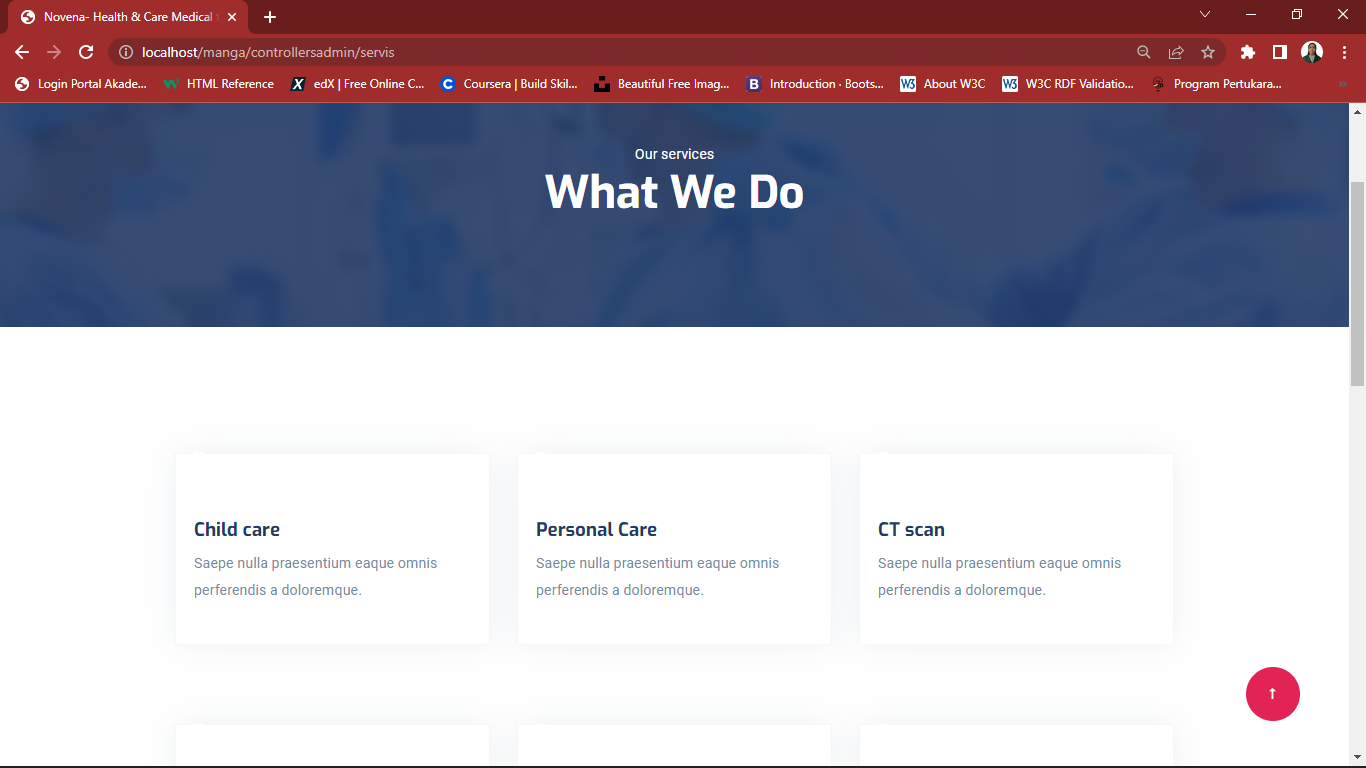 Novena- Health & Care Medical
localhost/manga/controllersadmin/servis
Login Portal Akade...
HTML Reference
edX | Free Online C...
Coursera | Build Skil...
Beautiful Free Imag...
Introduction · Boots...
About W3C
W3C RDF Validatio...
Program Pertukara...
Our services
What We Do
Child care
Saepe nulla praesentium eaque omnis
perferendis a doloremque.
Personal Care
Saepe nulla praesentium eaque omnis
perferendis a doloremque.
CT scan
Saepe nulla praesentium eaque omnis
perferendis a doloremque.